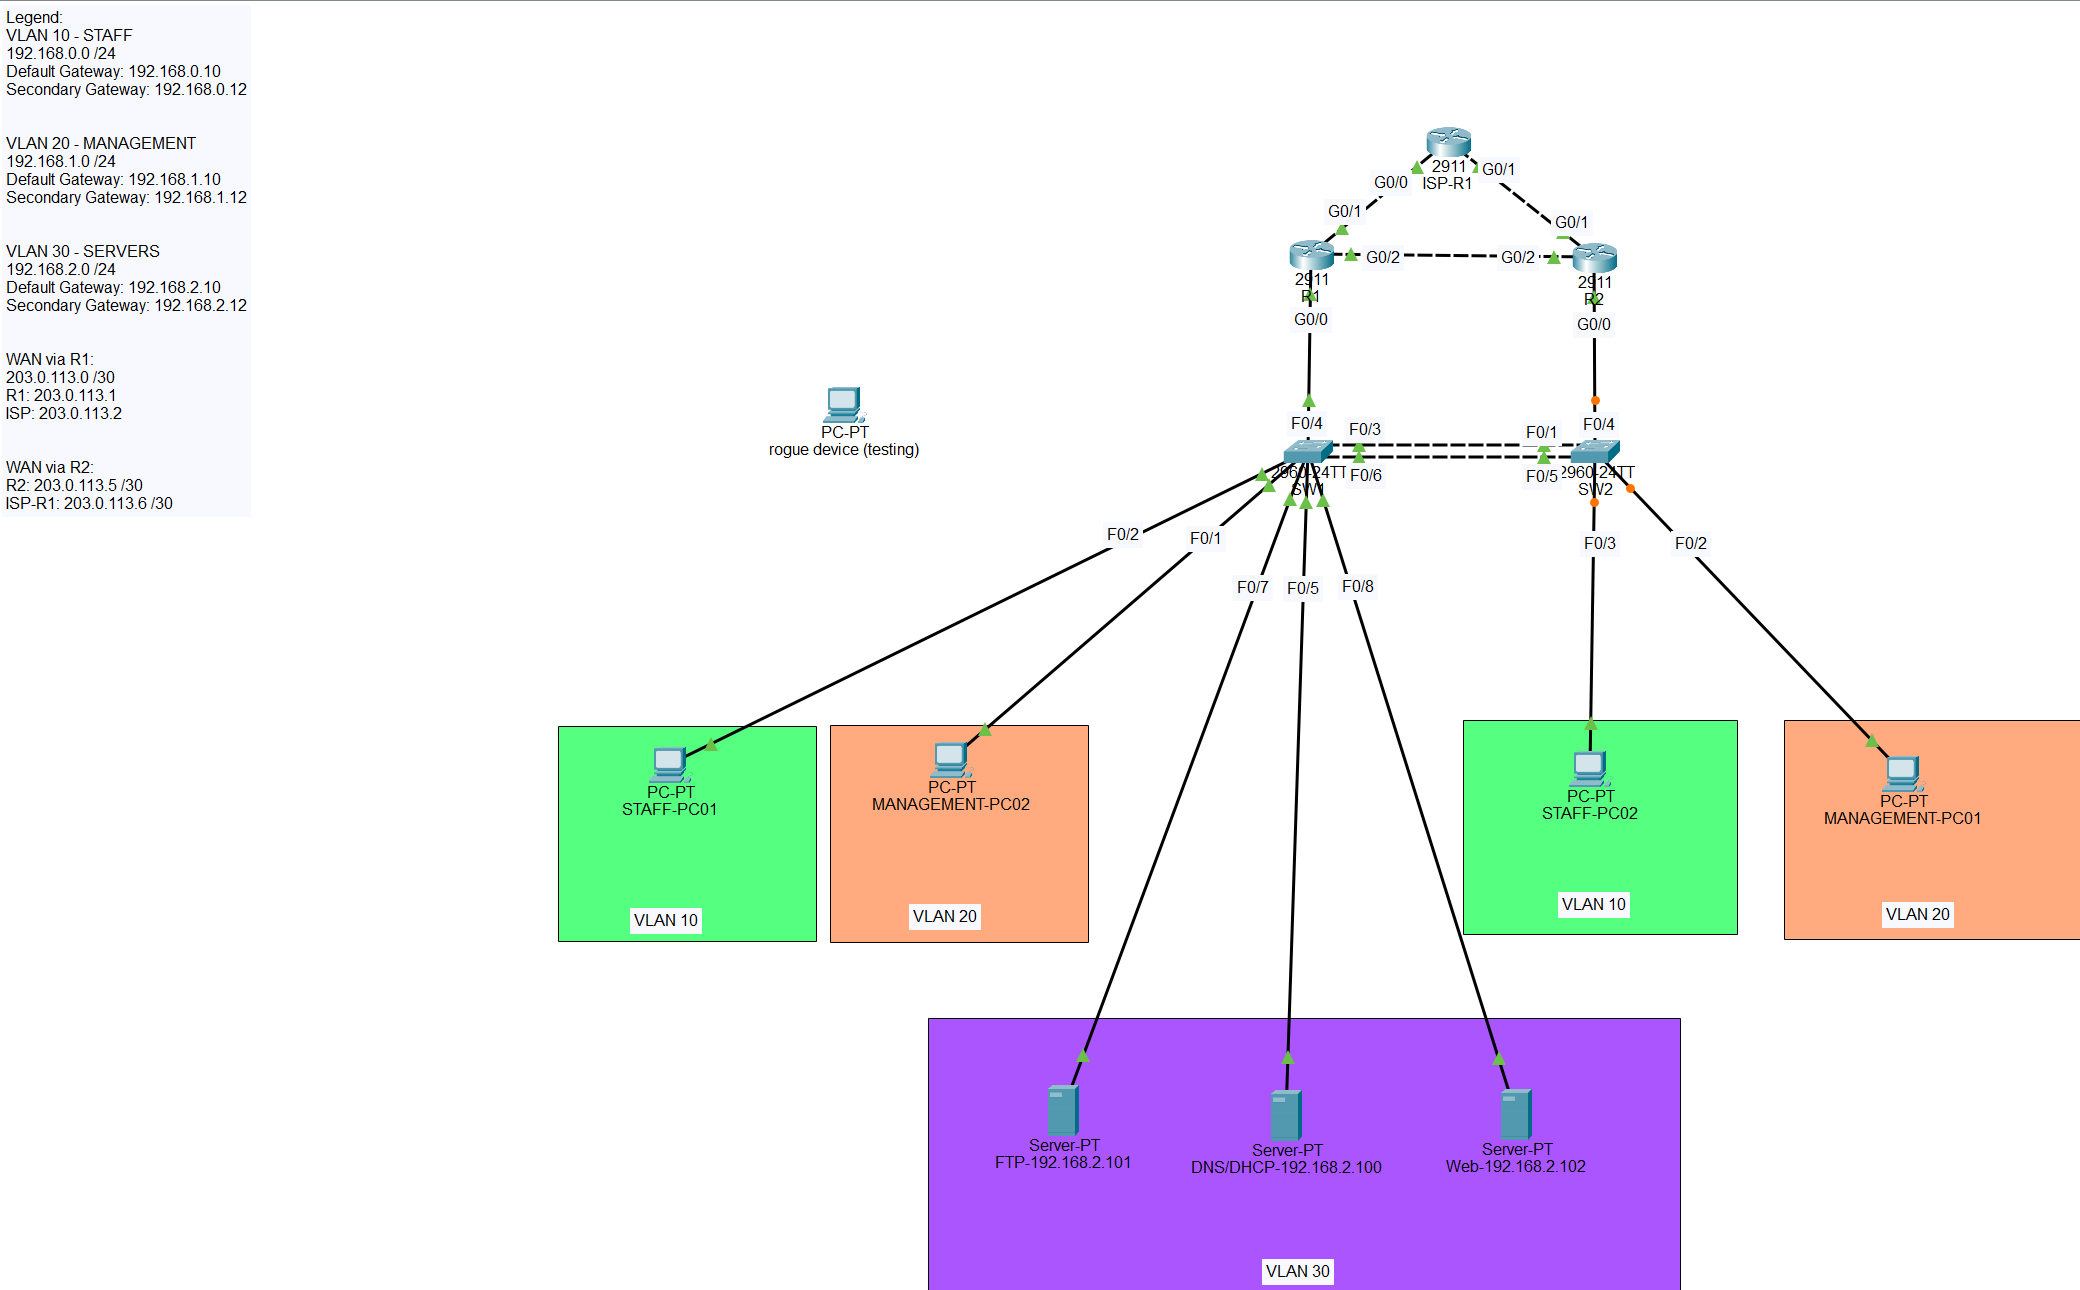 Legend:
VLAN 10 - STAFF
192.168.0.0 /24
Default Gateway: 192.168.0.10
Secondary Gateway: 192.168.0.12
VLAN 20 - MANAGEMENT
192.168.1.0 /24
Default Gateway: 192.168.1.10
Secondary Gateway: 192.168.1.12
VLAN 30 - SERVERS
192.168.2.0 /24
Default Gateway: 192.168.2.10
Secondary Gateway: 192.168.2.12
WAN via R1:
203.0.113.0 /30
R1: 203.0.113.1
ISP: 203.0.113.2
WAN via R2:
R2: 203.0.113.5 /30
ISP-R1: 203.0.113.6 /30
2911
ISP-R1
G0/0
G0/1
G0/1
G0/1
G0/2
G0/2
2911
R1
G0/0
2911
R2
G0/0
PC-PT
rogue device (testing)
F0/4
F0/3
F0/1
F0/4
2960-24TT
SW1
F0/6
F0/5
2960-24TT
SW2
F0/2
F0/1
F0/7
F0/5
F0/8
F0/3
F0/2
PC-PT
STAFF-PC01
VLAN 10
PC-PT
MANAGEMENT-PC02
VLAN 20
PC-PT
STAFF-PC02
VLAN 10
PC-PT
MANAGEMENT-PC01
VLAN 20
Server-PT
FTP-192.168.2.101
Server-PT
DNS/DHCP-192.168.2.100
Server-PT
Web-192.168.2.102
VLAN 30